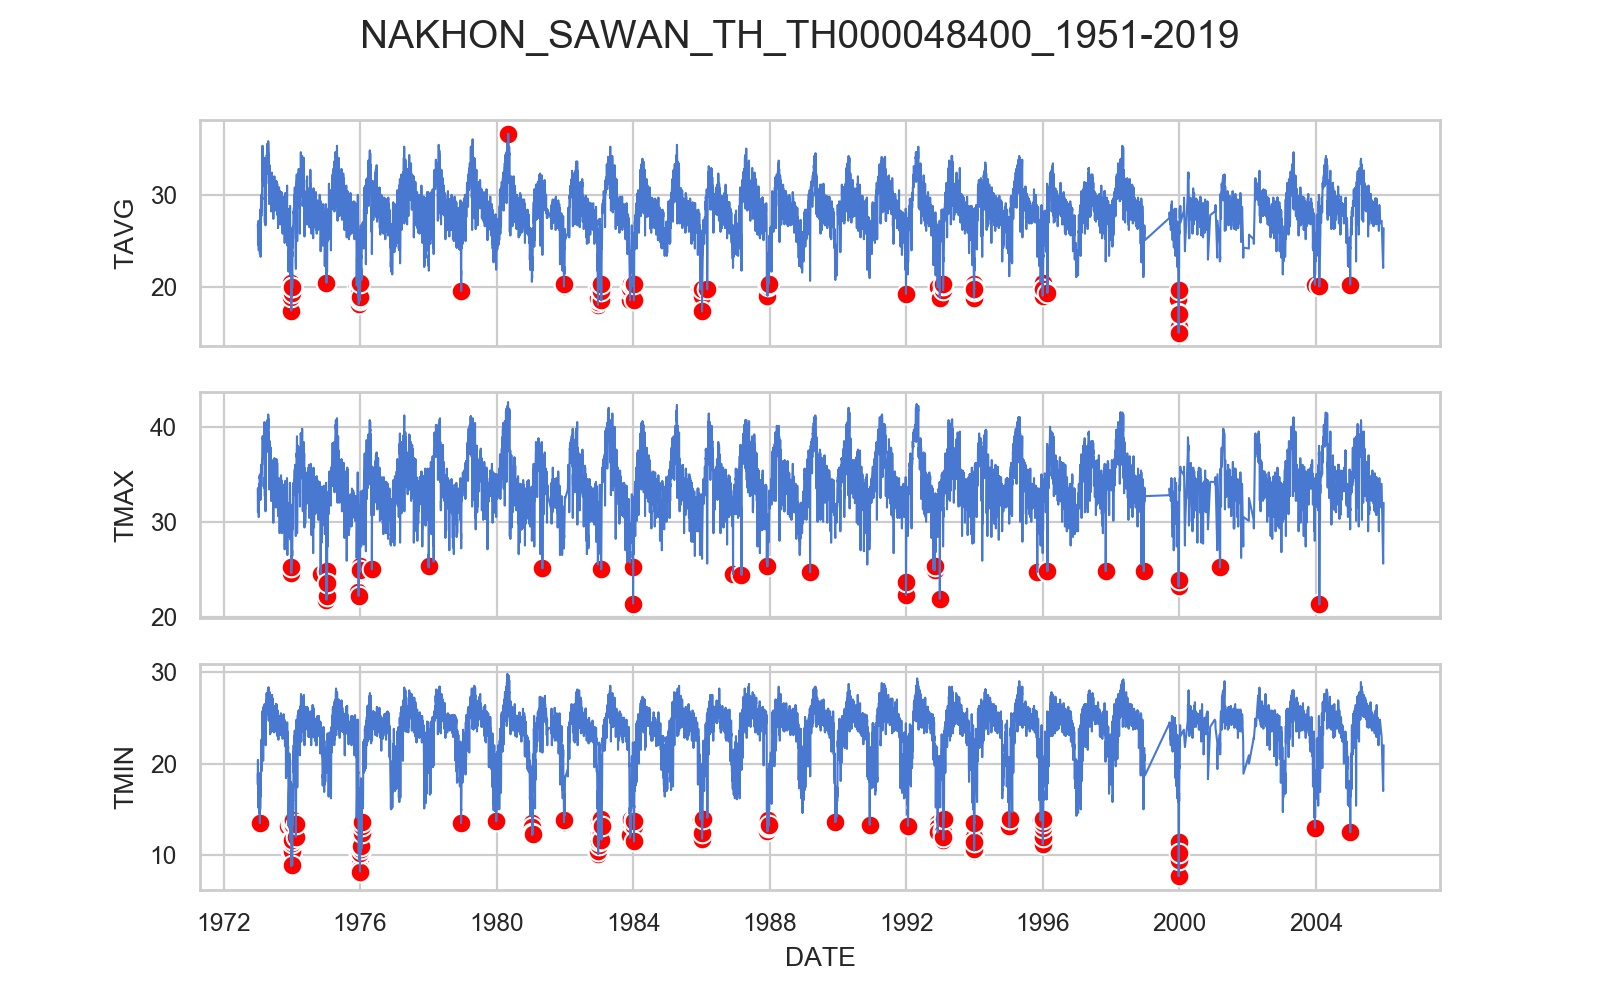 NAKHON_SAWAN_TH_TH000048400_1951-2019
TAVG
30
20
TMAX
40
30
20
TMIN
30
20
10
1972 1976 1980 1984 1988 1992 1996 2000 2004
DATE